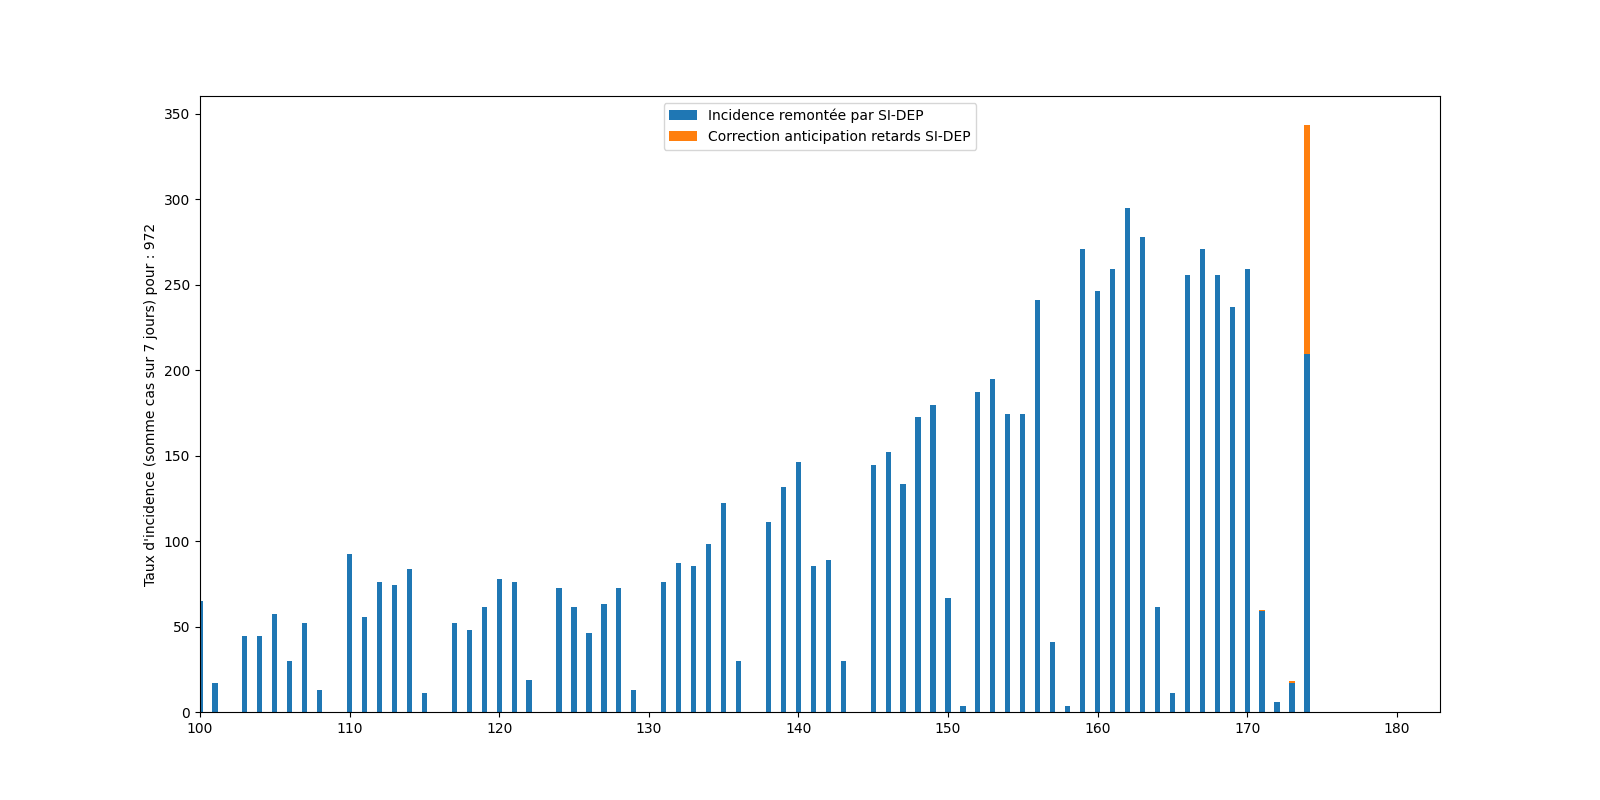 Incidence remontée par SI-DEP
Correction anticipation retards SI-DEP
Taux d'incidence (somme cas sur 7 jours) pour : 972
350
300
250
200
150
100
50
0
100 110 120 130 140 150 160 170 180